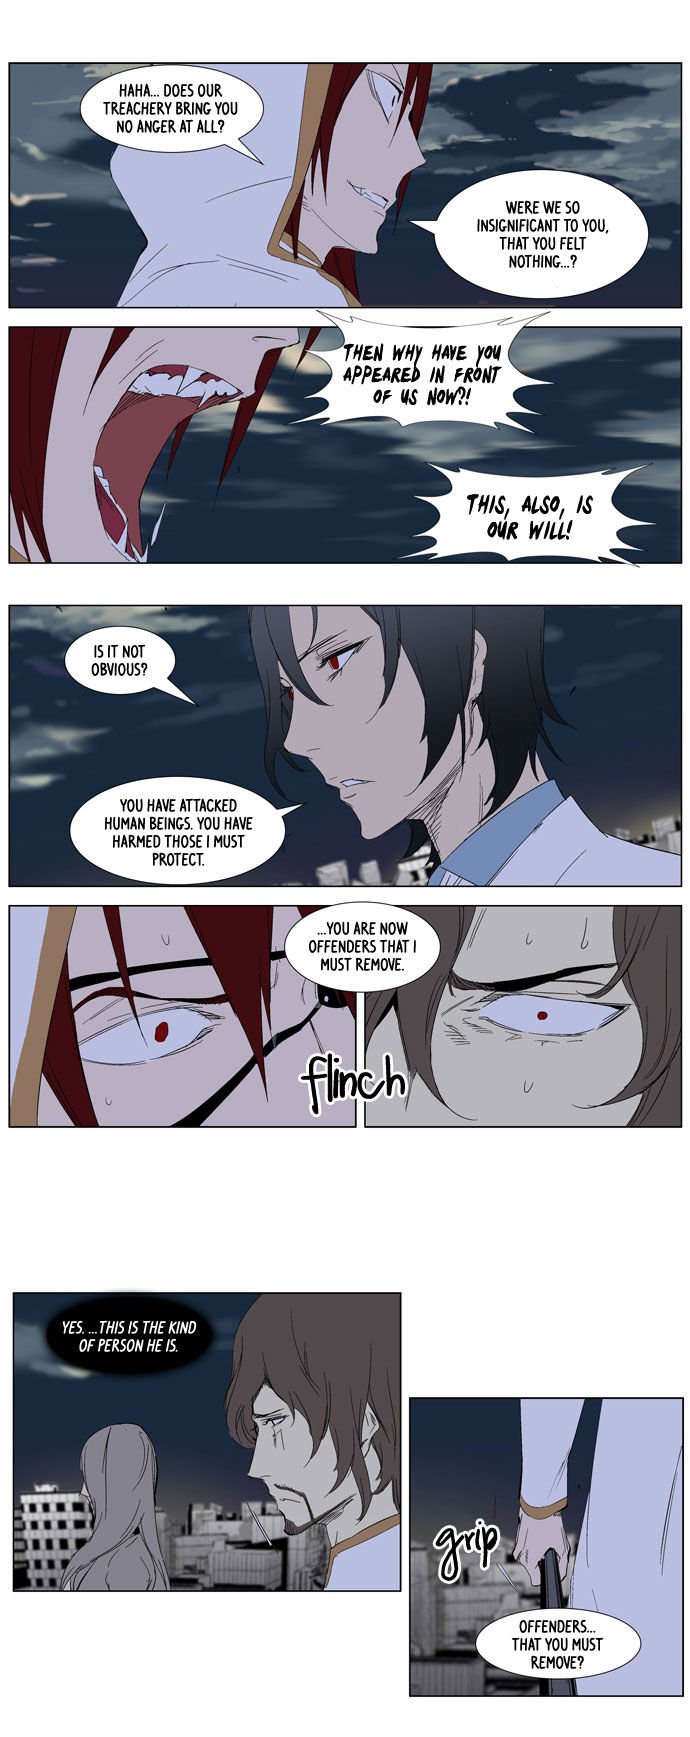 HAHA... DOES OUR
TREACHERY BRING YOU
NO ANGER AT ALL?
WERE WE SO
INSIGNIFICANT TO YOU,
THAT YOU FELT
NOTHING...?
THEN WHY HAVE YOU
APPEARED IN FRONT
OF US NOW?!
THIS, ALSO, IS
OUR WILL!
IS IT NOT
OBVIOUS?
YOU HAVE ATTACKED
HUMAN BEINGS. YOU HAVE
HARMED THOSE I MUST
PROTECT.
...YOU ARE NOW
OFFENDERS THAT I
MUST REMOVE.
flinch
YES. ...THIS IS THE KIND
OF PERSON HE IS.
grip
OFFENDERS...
THAT YOU MUST
REMOVE?